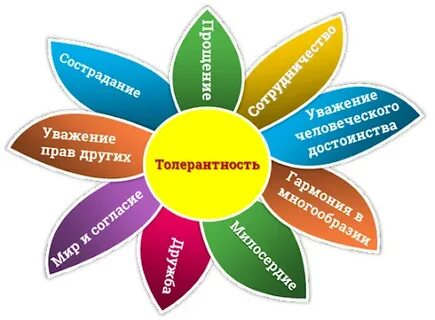 Прощение
Сотрудничество
Уважение
человеческого
достоинства
Гармония в
многообразии
Милосердие
Дружба
Мир и согласие
Уважение
прав других
Сострадание
Толерантность